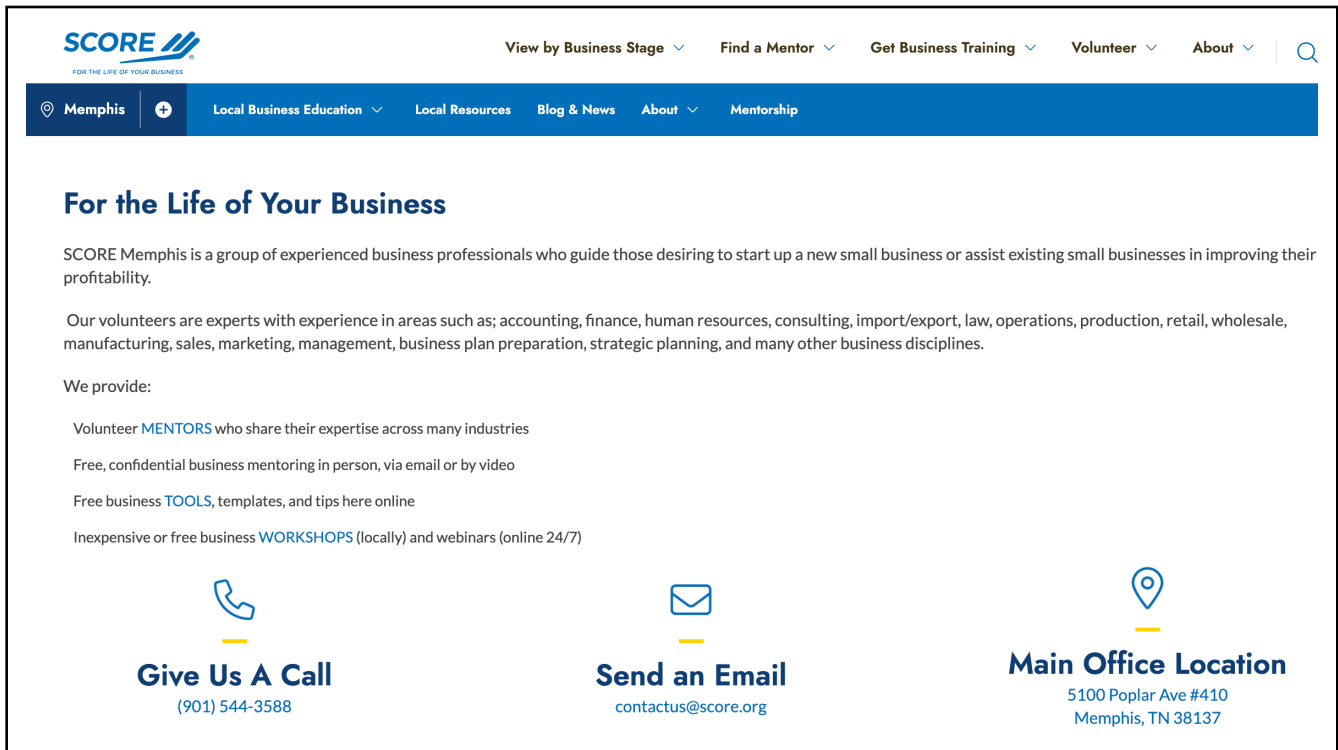 SCORE
®
FOR THE LIFE OF YOUR BUSINESS
View by Business Stage
Find a Mentor
Get Business Training
Volunteer
About
Memphis
Local Business Education
Local Resources
Blog & News
About
Mentorship
For the Life of Your Business
SCORE Memphis is a group of experienced business professionals who guide those desiring to start up a new small business or assist existing small businesses in improving their
profitability.
Our volunteers are experts with experience in areas such as; accounting, finance, human resources, consulting, import/export, law, operations, production, retail, wholesale,
manufacturing, sales, marketing, management, business plan preparation, strategic planning, and many other business disciplines.
We provide:
Volunteer MENTORS who share their expertise across many industries
Free, confidential business mentoring in person, via email or by video
Free business TOOLS, templates, and tips here online
Inexpensive or free business WORKSHOPS (locally) and webinars (online 24/7)
Give Us A Call
(901) 544-3588
Send an Email
contactus@score.org
Main Office Location
5100 Poplar Ave #410
Memphis, TN 38137